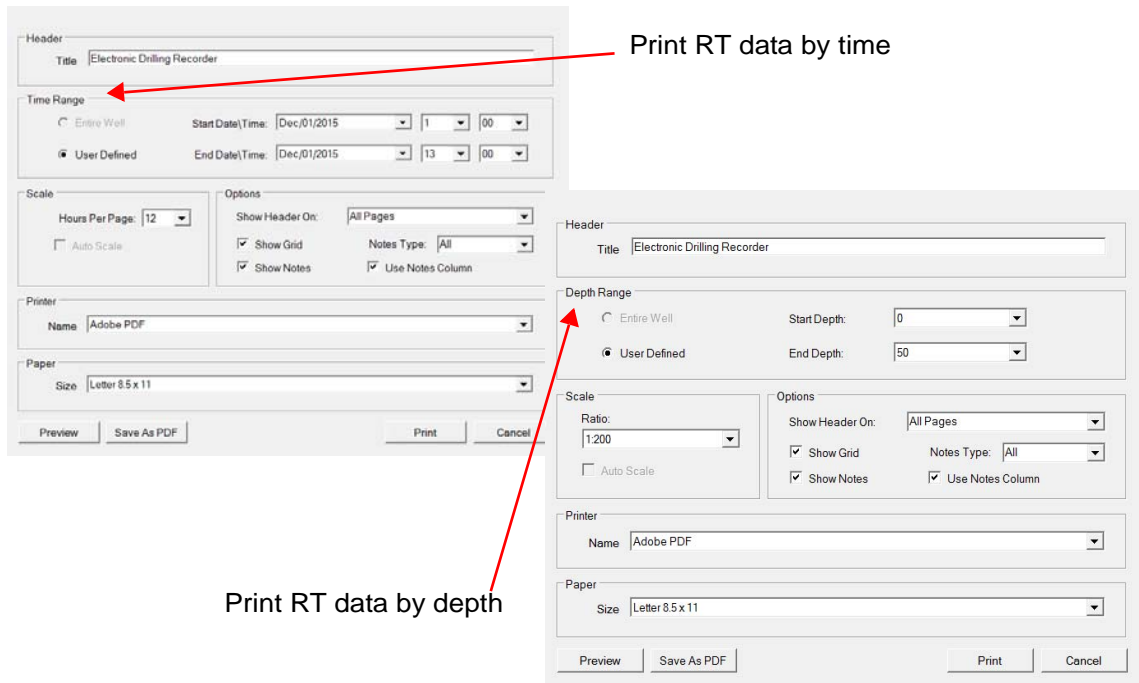 Print RT data by time
Header
Title Electronic Drilling Recorder
Time Range
Entire Well Start Date\Time: Dec/01/2015 1 00
User Defined End Date\Time: Dec/01/2015 13 00
Scale Options
Hours Per Page: 12 Show Header On: All Pages
Auto Scale Show Grid Notes Type: All
Show Notes Use Notes Column
Printer
Name Adobe PDF
Paper
Size Letter 8.5 x 11
Preview Save As PDF Print Cancel
Header
Title Electronic Drilling Recorder
Depth Range
Entire Well Start Depth: 0
User Defined End Depth: 50
Scale Options
Ratio: Show Header On: All Pages
1:200
Show Grid Notes Type: All
Auto Scale
Show Notes Use Notes Column
Printer
Name Adobe PDF
Paper
Size Letter 8.5 x 11
Preview Save As PDF Print Cancel
Print RT data by depth